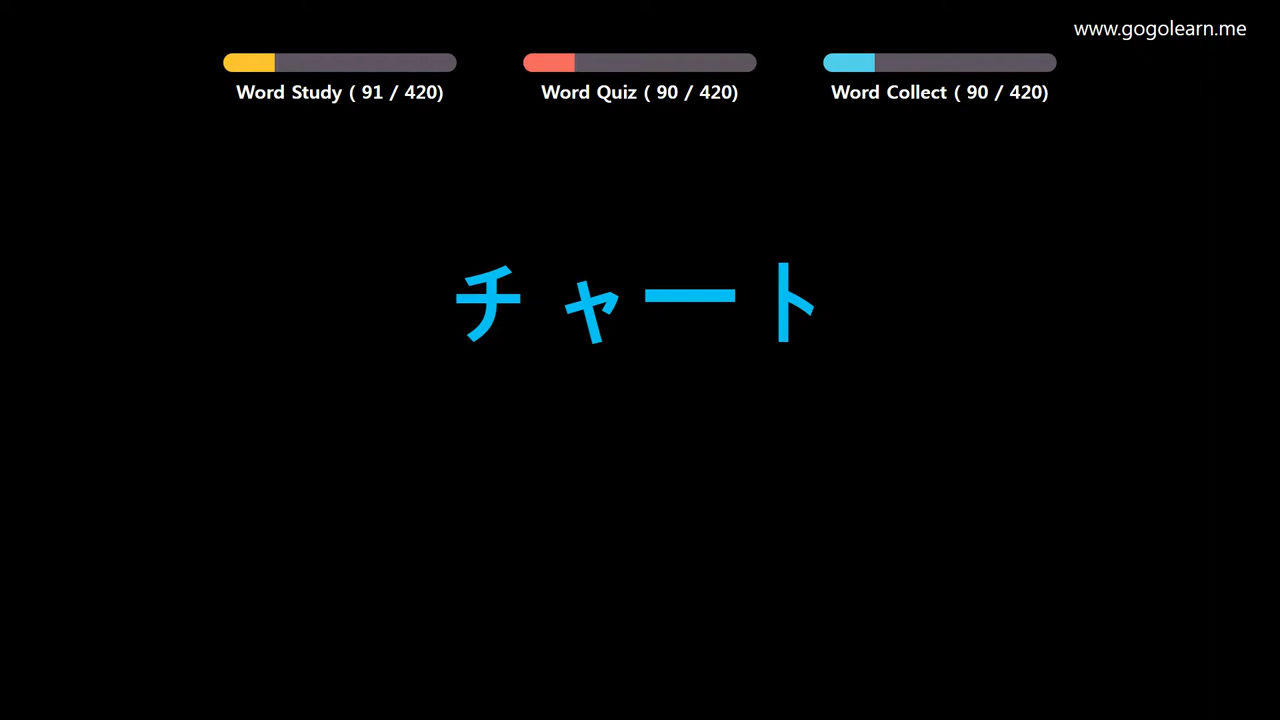 www.gogolearn.me
Word Study ( 91 / 420)
Word Quiz ( 90 / 420)
Word Collect ( 90 / 420)
チャート